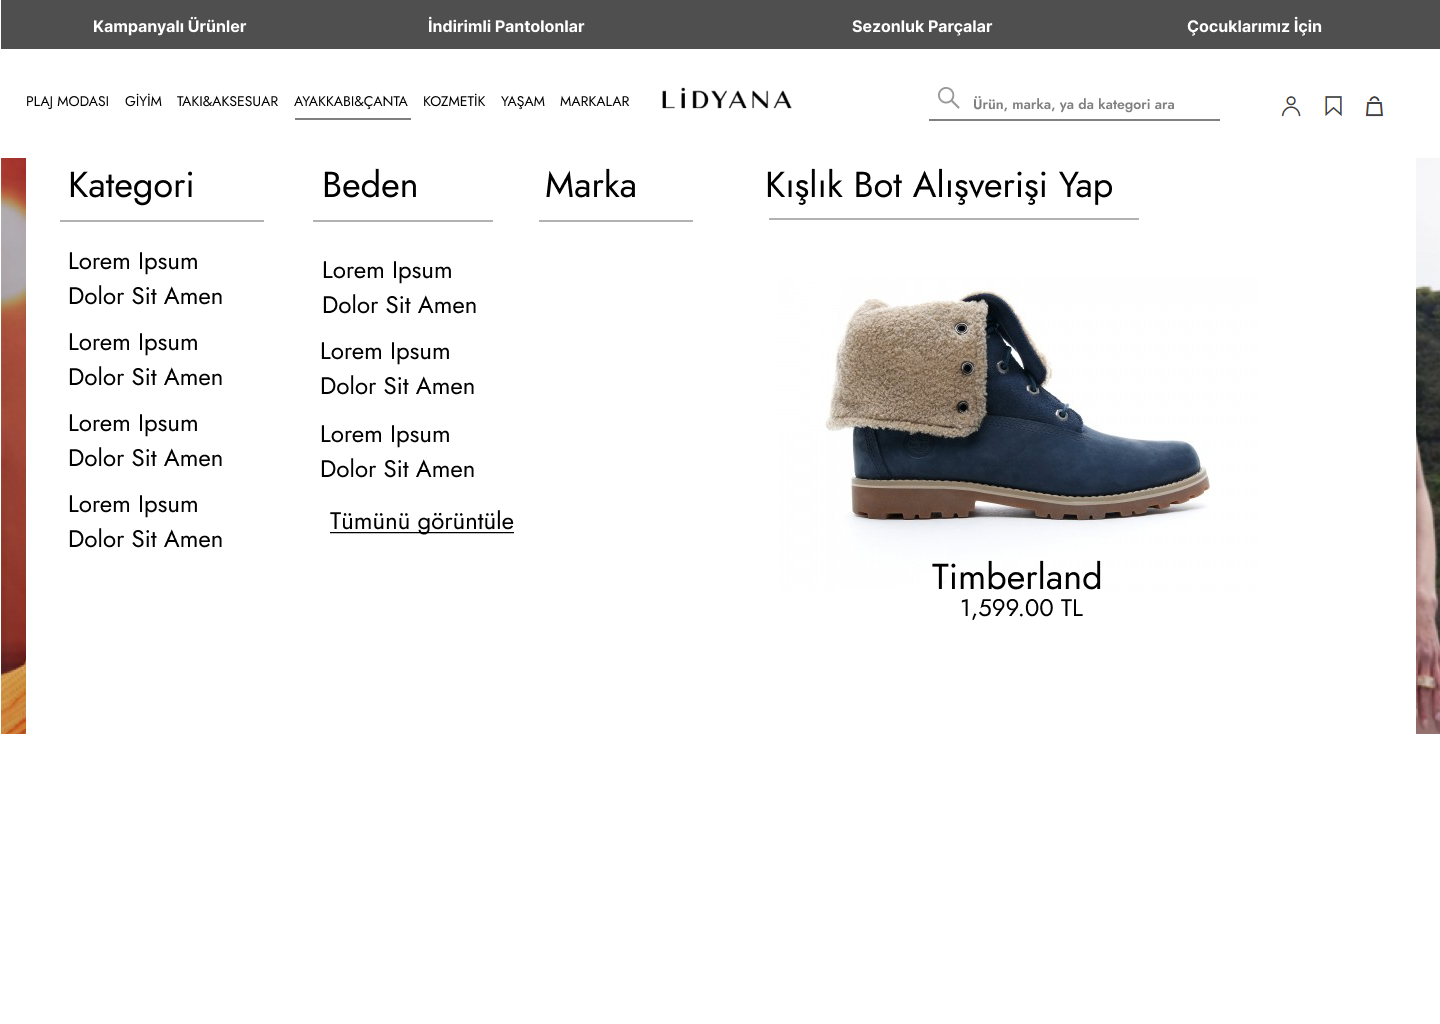 Kampanyalı Ürünler
İndirimli Pantolonlar
Sezonluk Parçalar
Çocuklarımız İçin
PLAJ MODASI
GİYİM
TAKI&AKSESUAR
AYAKKABI&ÇANTA
KOZMETİK
YAŞAM
MARKALAR
LiDYANA
Ürün, marka, ya da kategori ara
Kategori
Lorem Ipsum
Dolor Sit Amen
Lorem Ipsum
Dolor Sit Amen
Lorem Ipsum
Dolor Sit Amen
Lorem Ipsum
Dolor Sit Amen
Beden
Lorem Ipsum
Dolor Sit Amen
Lorem Ipsum
Dolor Sit Amen
Lorem Ipsum
Dolor Sit Amen
Tümünü görüntüle
Marka
Kışlık Bot Alışverişi Yap
Timberland
1,599.00 TL